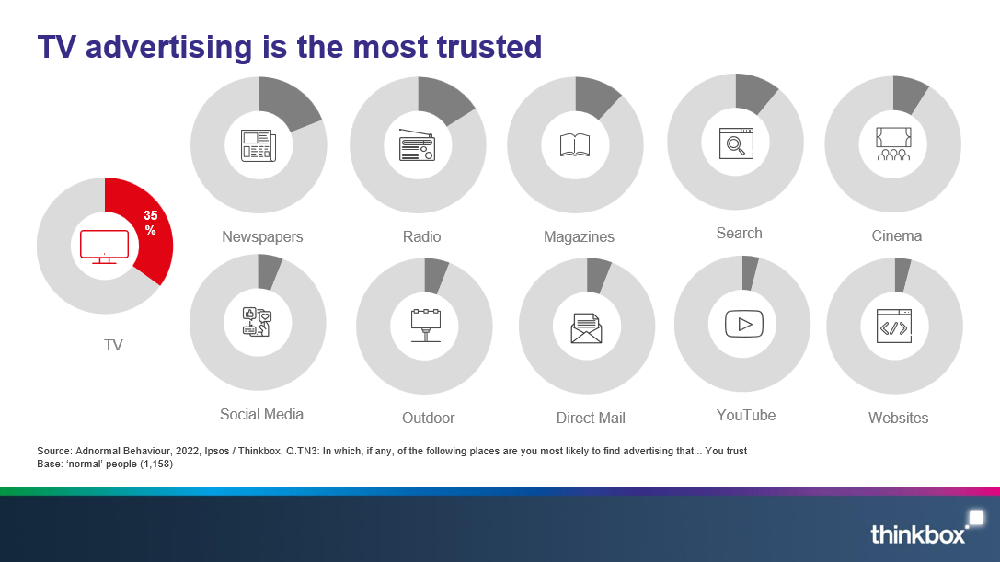 TV advertising is the most trusted
35
%
TV
Newspapers
Radio
Magazines
Search
Cinema
Social Media
Outdoor
Direct Mail
YouTube
Websites
Source: Adnormal Behaviour, 2022, Ipsos / Thinkbox. Q.TN3: In which, if any, of the following places are you most likely to find advertising that... You trust
Base: ‘normal’ people (1,158)
thinkbox